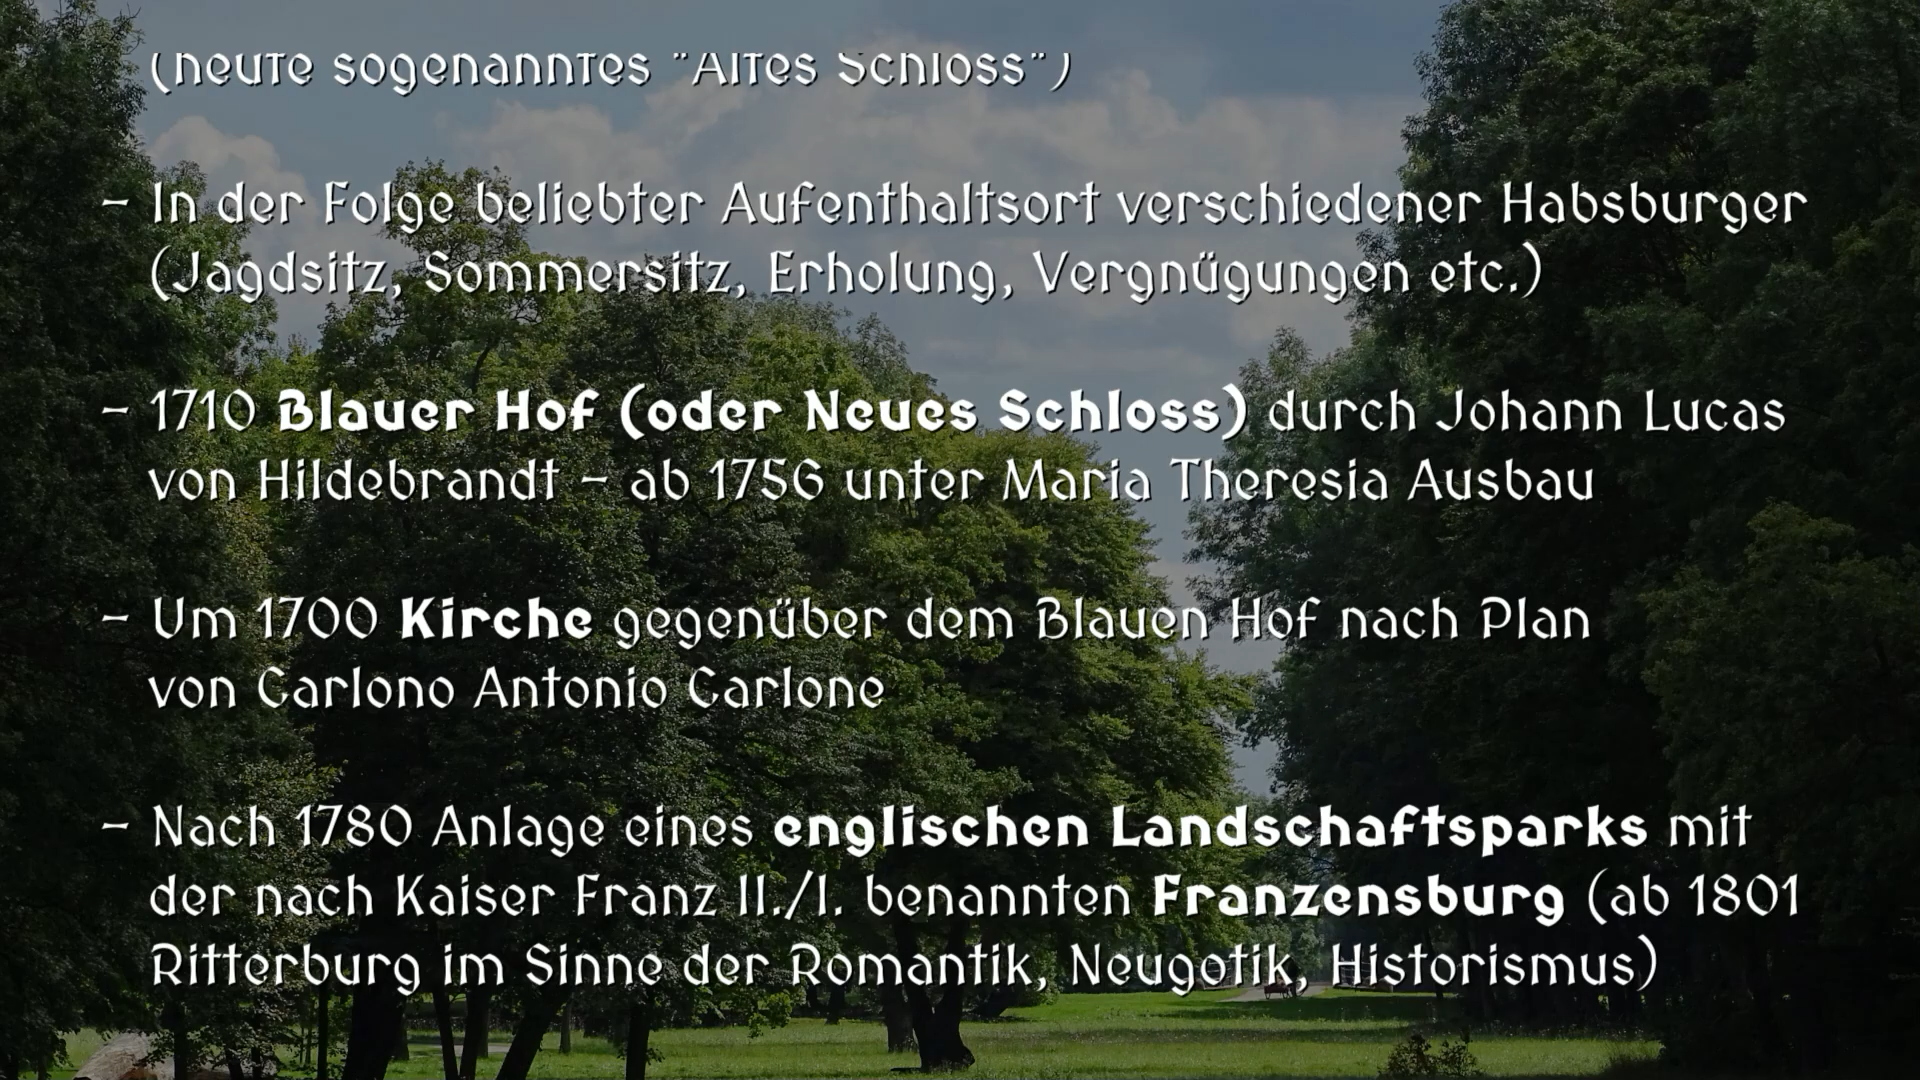 (heute sogenanntes "Altes Schloss")
– In der Folge beliebter Aufenthaltsort verschiedener Habsburger
(Jagdsitz, Sommersitz, Erholung, Vergnügungen etc.)
– 1710 Blauer Hof (oder Neues Schloss) durch Johann Lucas
von Hildebrandt – ab 1756 unter Maria Theresia Ausbau
– Um 1700 Kirche gegenüber dem Blauen Hof nach Plan
von Carlono Antonio Carlone
– Nach 1780 Anlage eines englischen Landschaftsparks mit
der nach Kaiser Franz II./I. benannten Franzensburg (ab 1801
Ritterburg im Sinne der Romantik, Neugotik, Historismus)